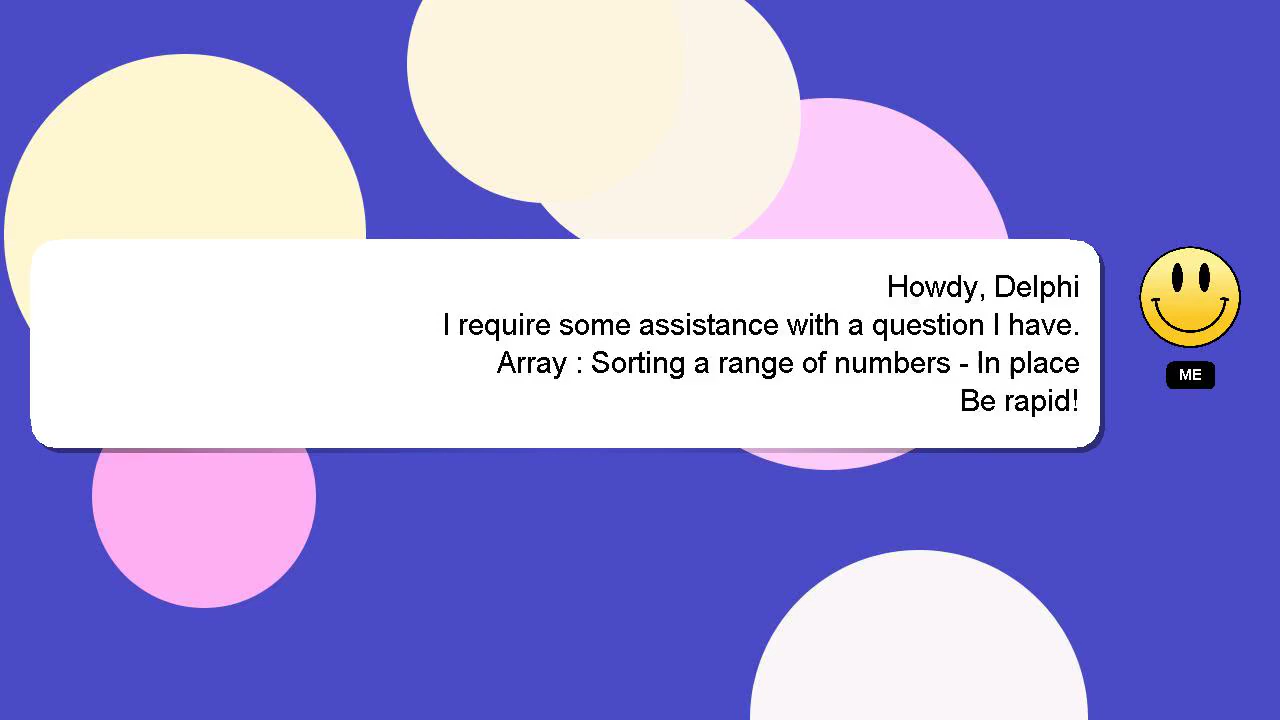 Howdy, Delphi
I require some assistance with a question I have.
Array : Sorting a range of numbers - In place
Be rapid!
ME